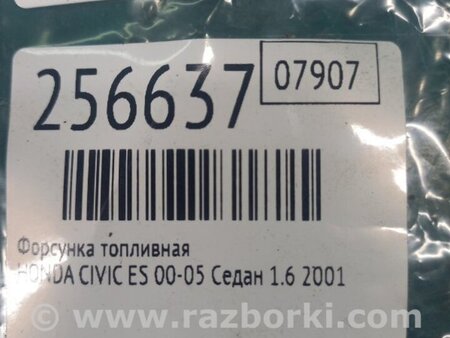 256637
07907
Форсунка топливная
HONDA CIVIC ES 00-05 Седан 1.6 2001
www.razborki.com